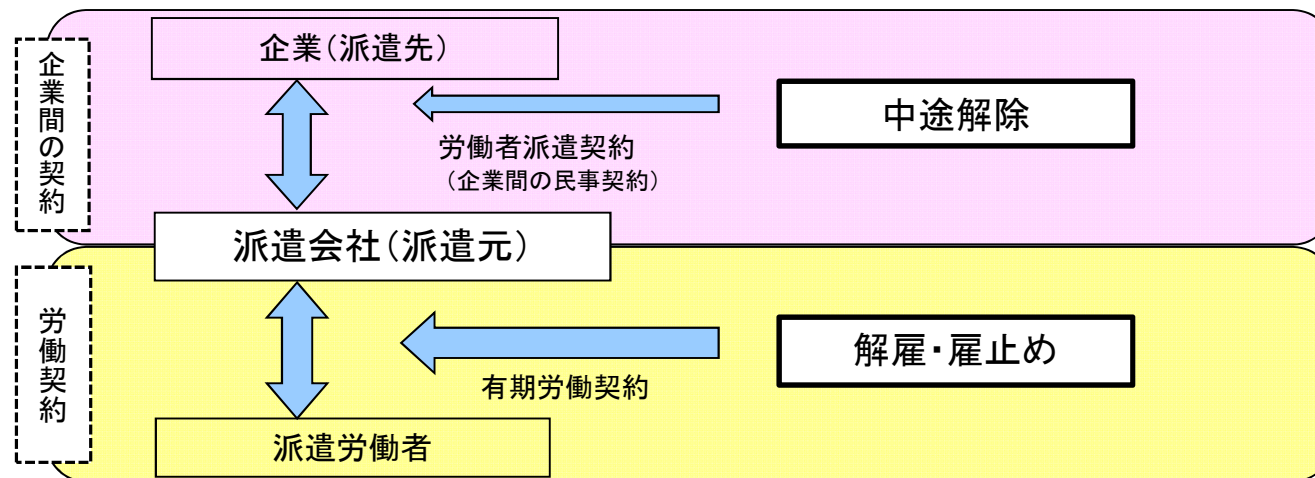 企業間の契約
企業(派遣先)
中途解除
労働者派遣契約
(企業間の民事契約)
派遣会社(派遣元)
労働契約
解雇・雇止め
有期労働契約
派遣労働者